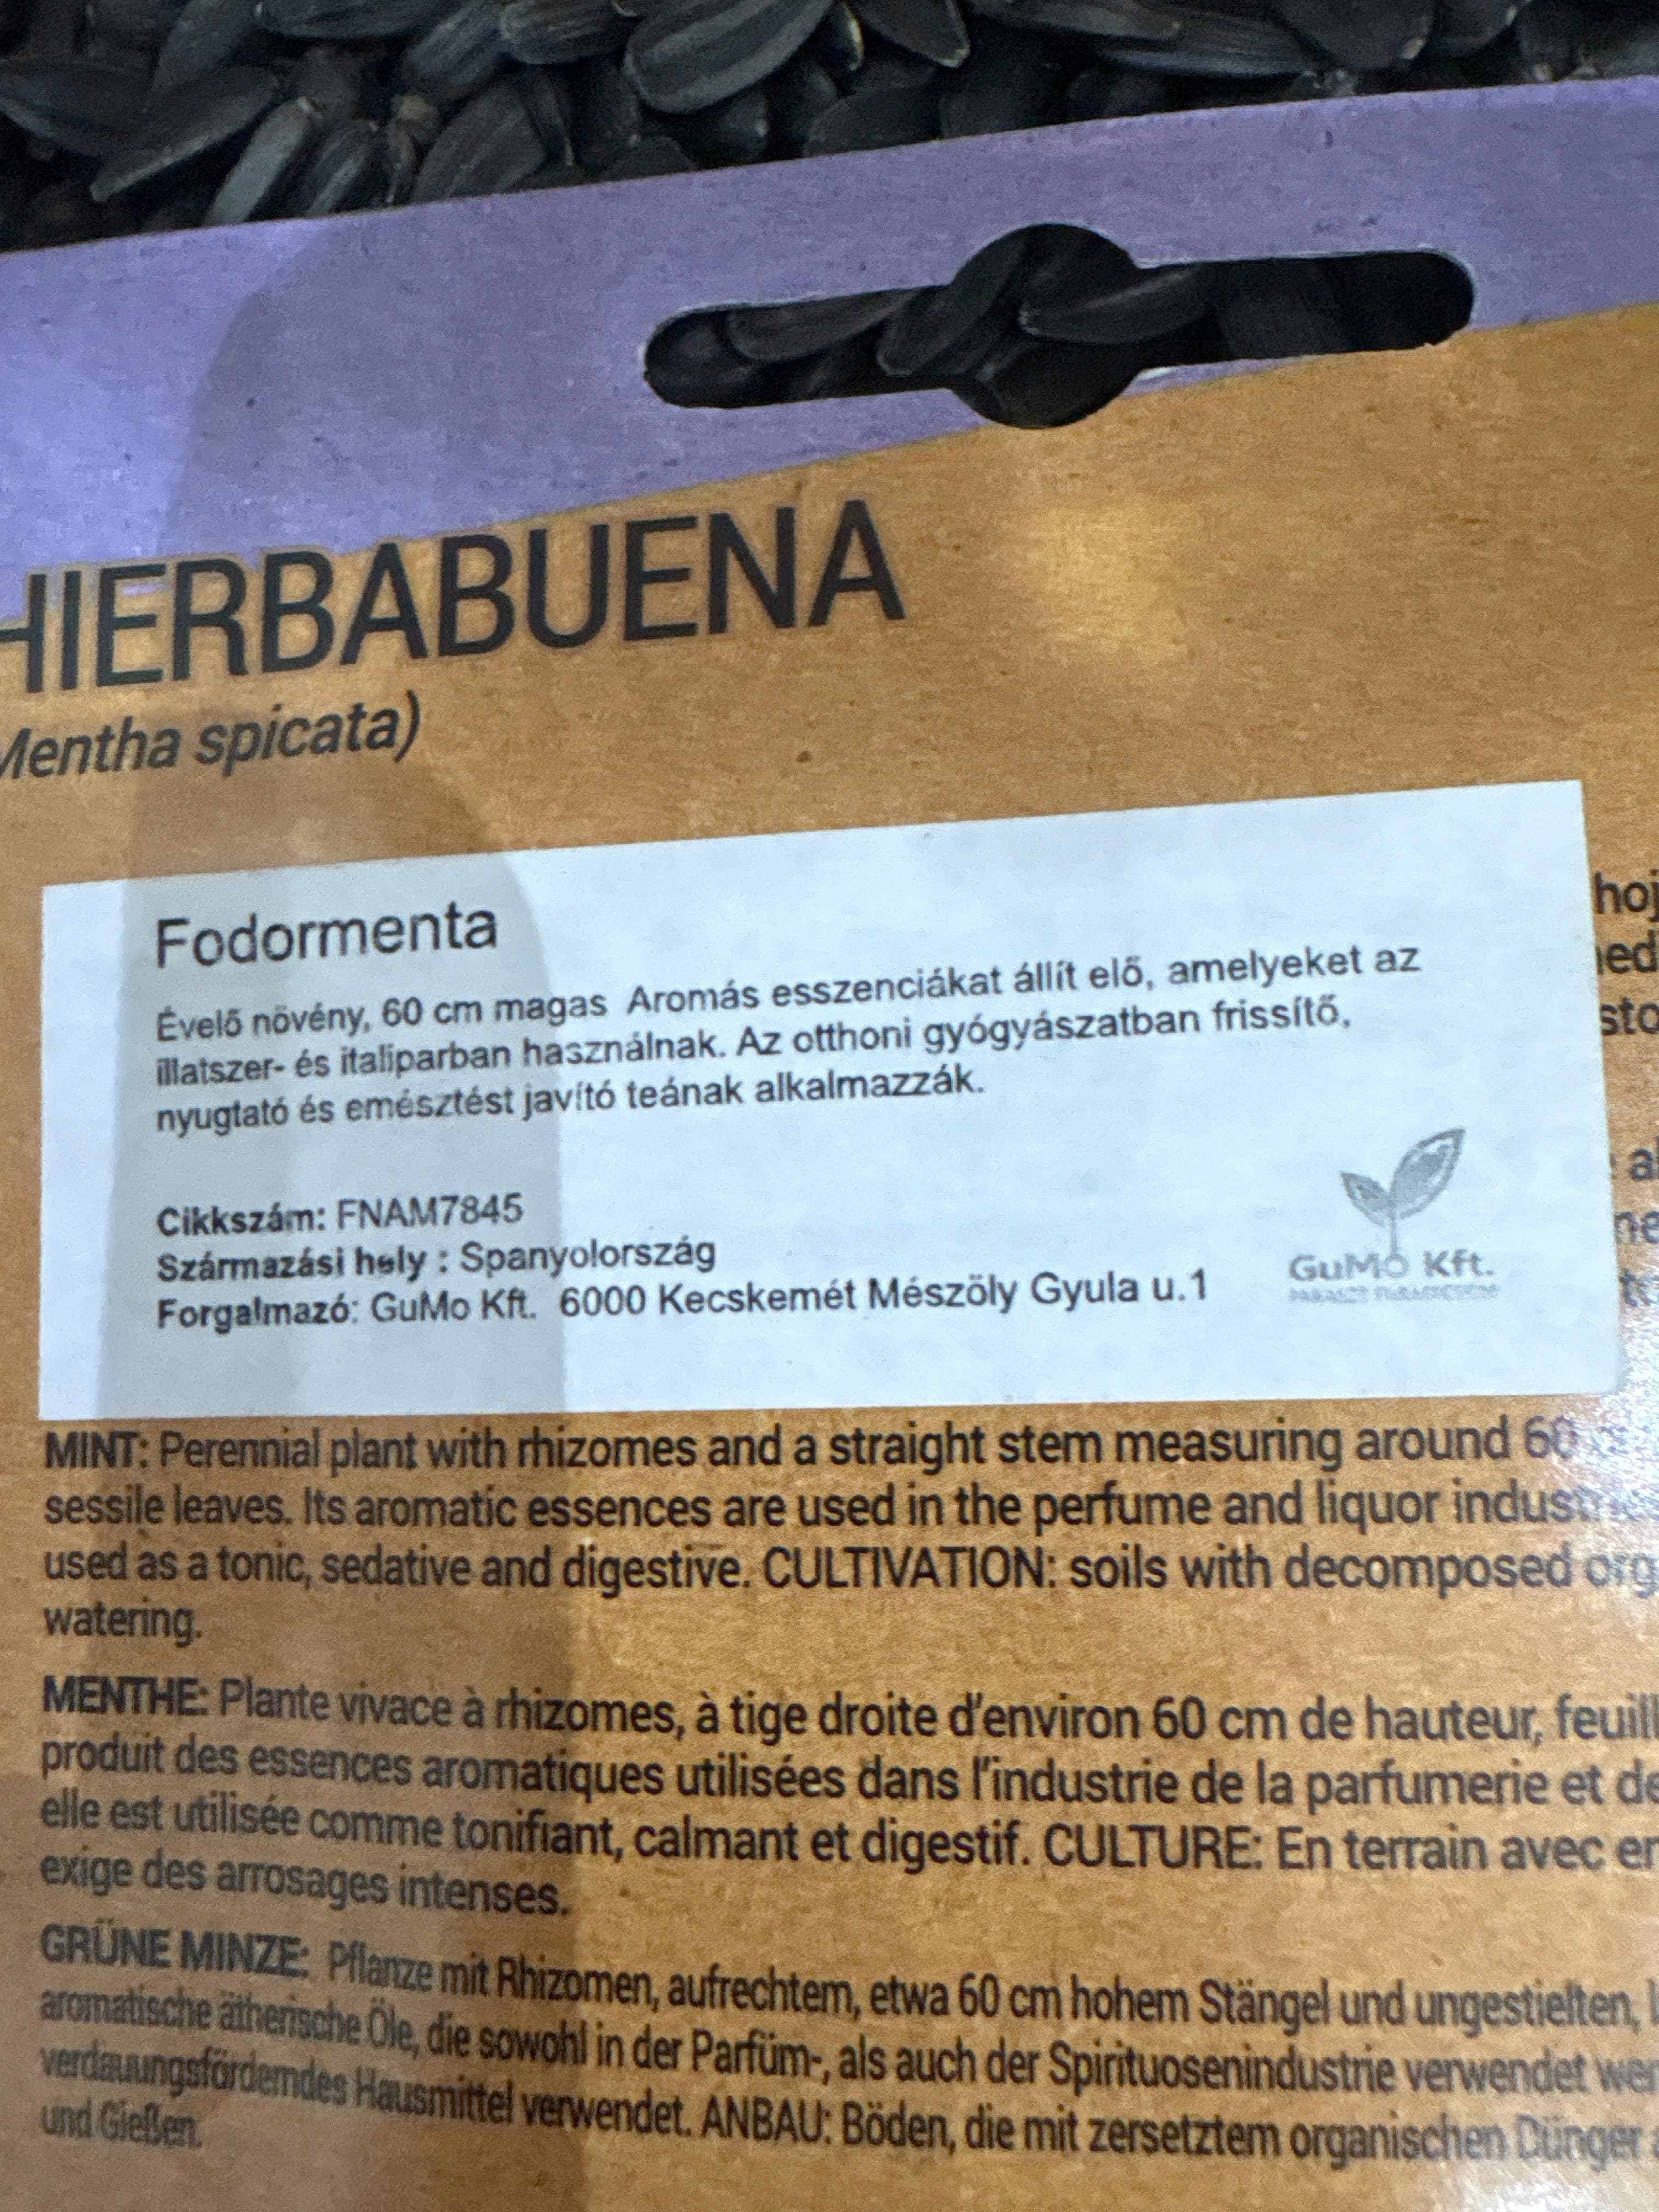 HIERBABUENA
Mentha spicata)
Fodormenta
Évelő növény, 60 cm magas Aromás esszenciákat állít elő, amelyeket az
illatszer- és italiparban használnak. Az otthoni gyógyászatban frissítő,
nyugtató és emésztést javító teának alkalmazzák.
Cikkszám: FNAM7845
Származási hely : Spanyolország
Forgalmazó: GuMo Kft. 6000 Kecskemét Mészöly Gyula u.1
GuMO Kft.
MINT: Perennial plant with rhizomes and a straight stem measuring around 60
sessile leaves. Its aromatic essences are used in the perfume and liquor
used as a tonic, sedative and digestive. CULTIVATION: soils with decomposed org
watering.
MENTHE: Plante vivace à rhizomes, à tige droite d'environ 60 cm de hauteur, feuill
produit des essences aromatiques utilisées dans l'industrie de la parfumerie et de
elle est utilisée comme tonifiant, calmant et digestif. CULTURE: En terrain avec
exige des arrosages intenses.
GRÜNE MINZE: Pflanze mit Rhizomen, aufrechtem, etwa 60 cm hohem Stängel und ungestielten,
aromatische ätherische Öle, die sowohl in der Parfüm-, als auch der Spirituosenindustrie verwendet wer
verdauungsförderndes Hausmittel verwendet. ANBAU: Böden, die mit zersetztem organischen Dünger
und Gießen.